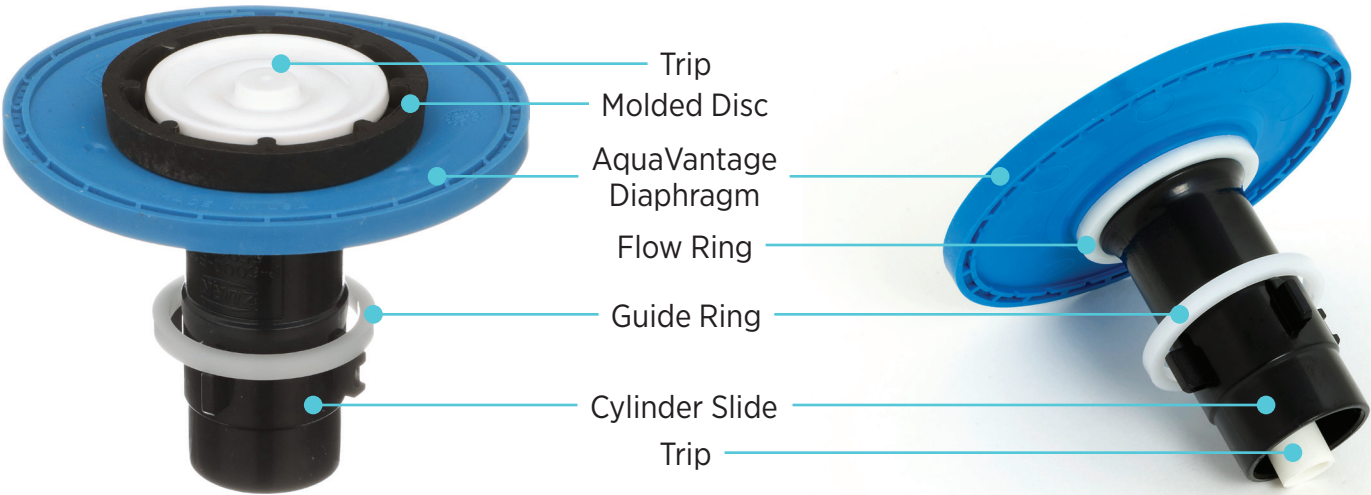 Trip
Molded Disc
AquaVantage
Diaphragm
Flow Ring
Guide Ring
Cylinder Slide
Trip